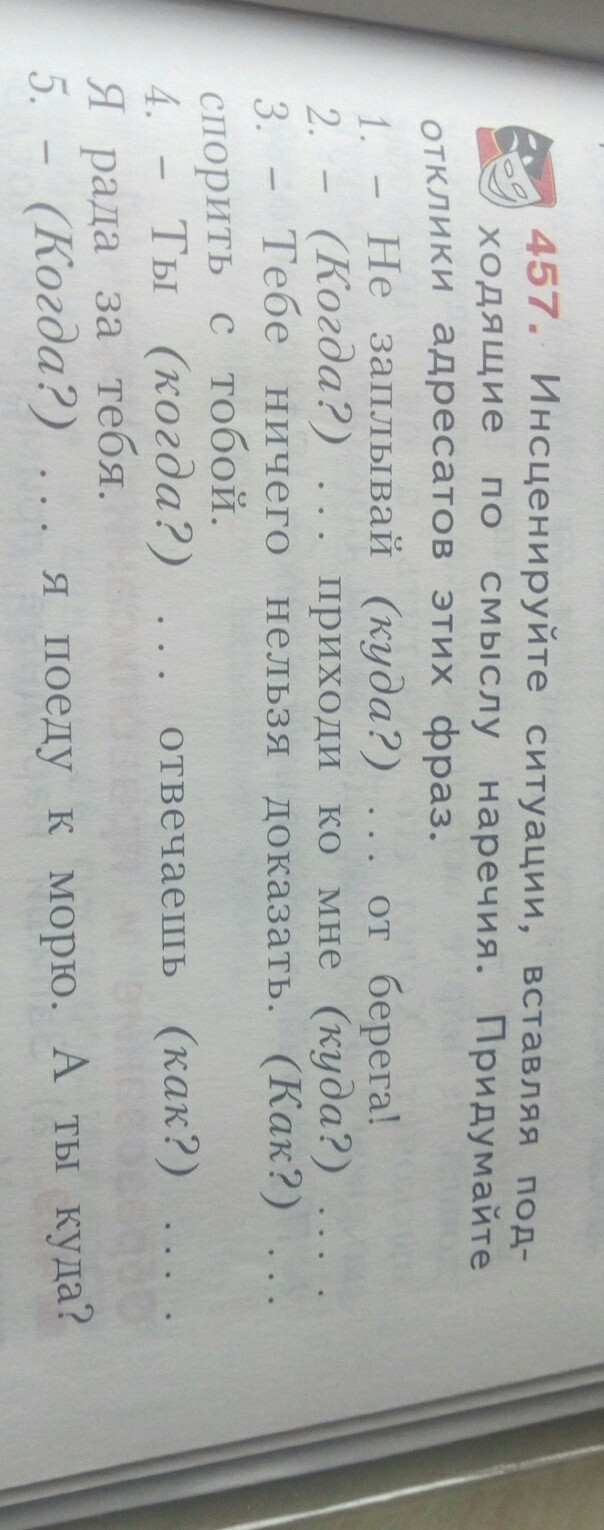 457. Инсценируйте ситуации, вставляя под-
ходящие по смыслу наречия. Придумайте
отклики адресатов этих фраз.
1. – Не заплывай (куда?) ... от берега!
2. – (Когда?) ... приходи ко мне (куда?) ... .
3. – Тебе ничего нельзя доказать. (Как?) ...
спорить с тобой.
4. – Ты (когда?) ... отвечаешь (как?) ... .
Я рада за тебя.
5. – (Когда?) ... я поеду к морю. А ты куда?